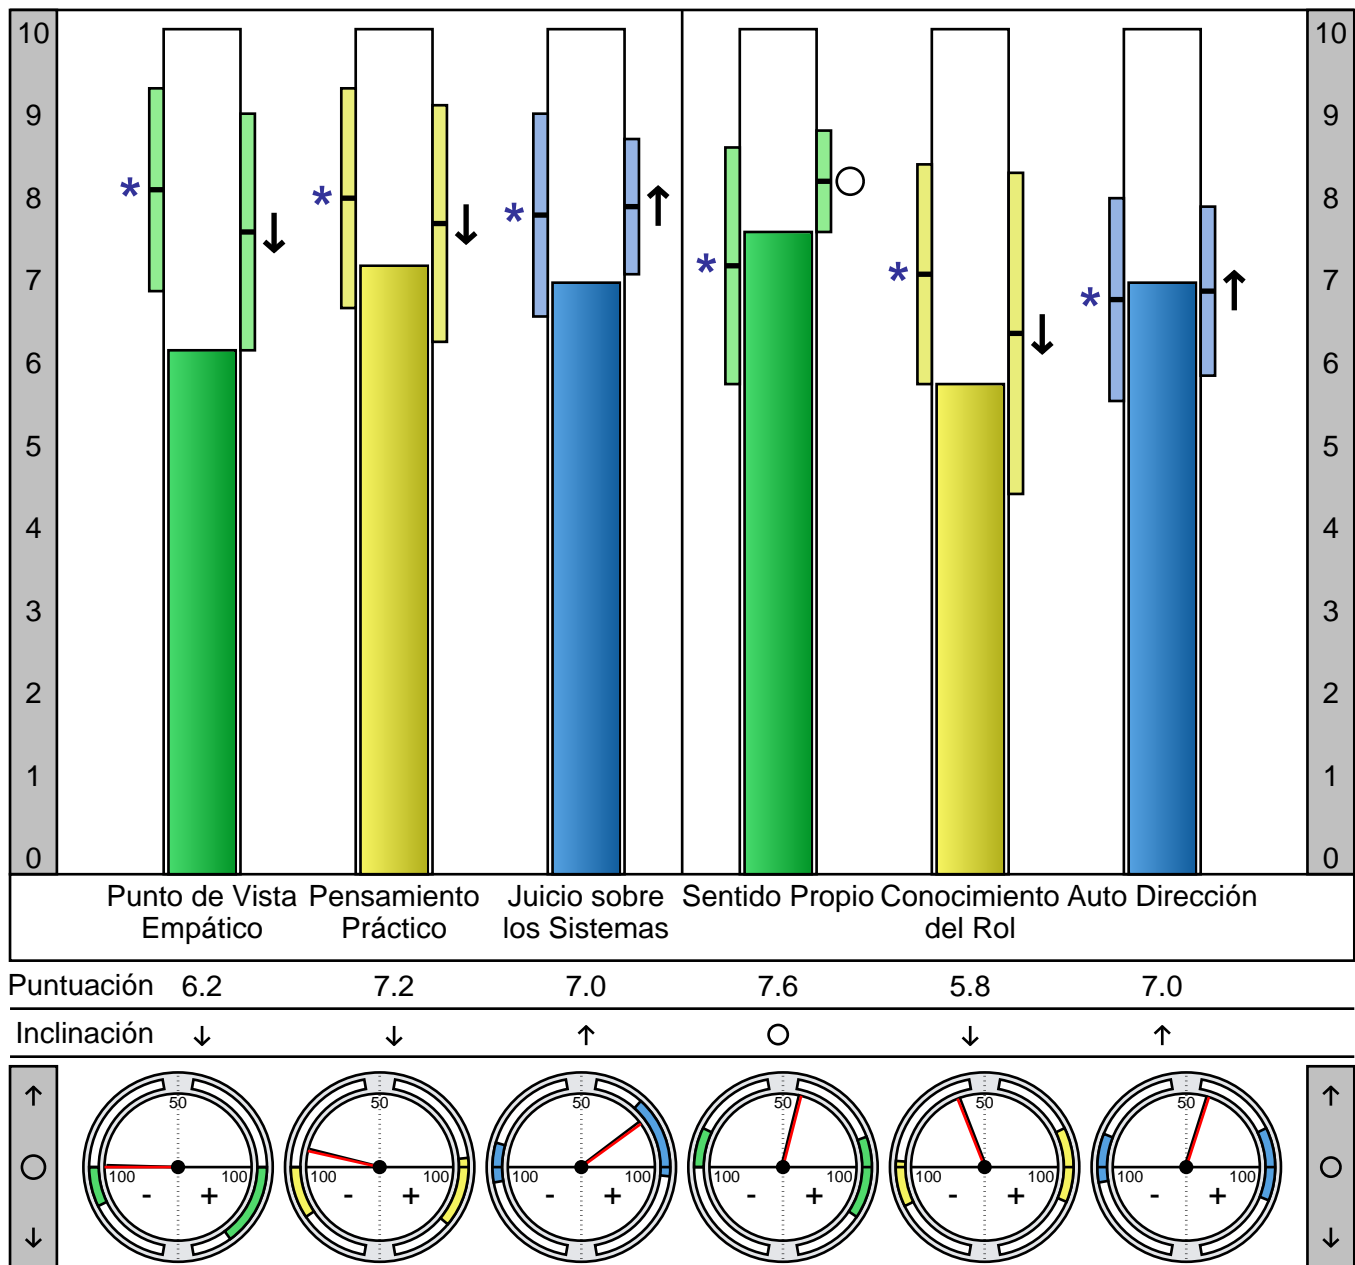 10 10
9 9
8 8
7 7
6 6
5 5
4 4
3 3
2 2
1 1
0 0
Punto de Vista Empático
Pensamiento Práctico
Juicio sobre los Sistemas
Sentido Propio
Conocimiento del Rol
Auto Dirección
Puntuación 6.2 7.2 7.0 7.6 5.8 7.0
Inclinación ↓ ↓ ↑ ○ ↓ ↑
↑ 50 50 50 50 50 50 ↑
○ 100 100 100 100 100 100 100 100 100 100 100 100 ○
- + - + - + - + - + - +
↓ ↓